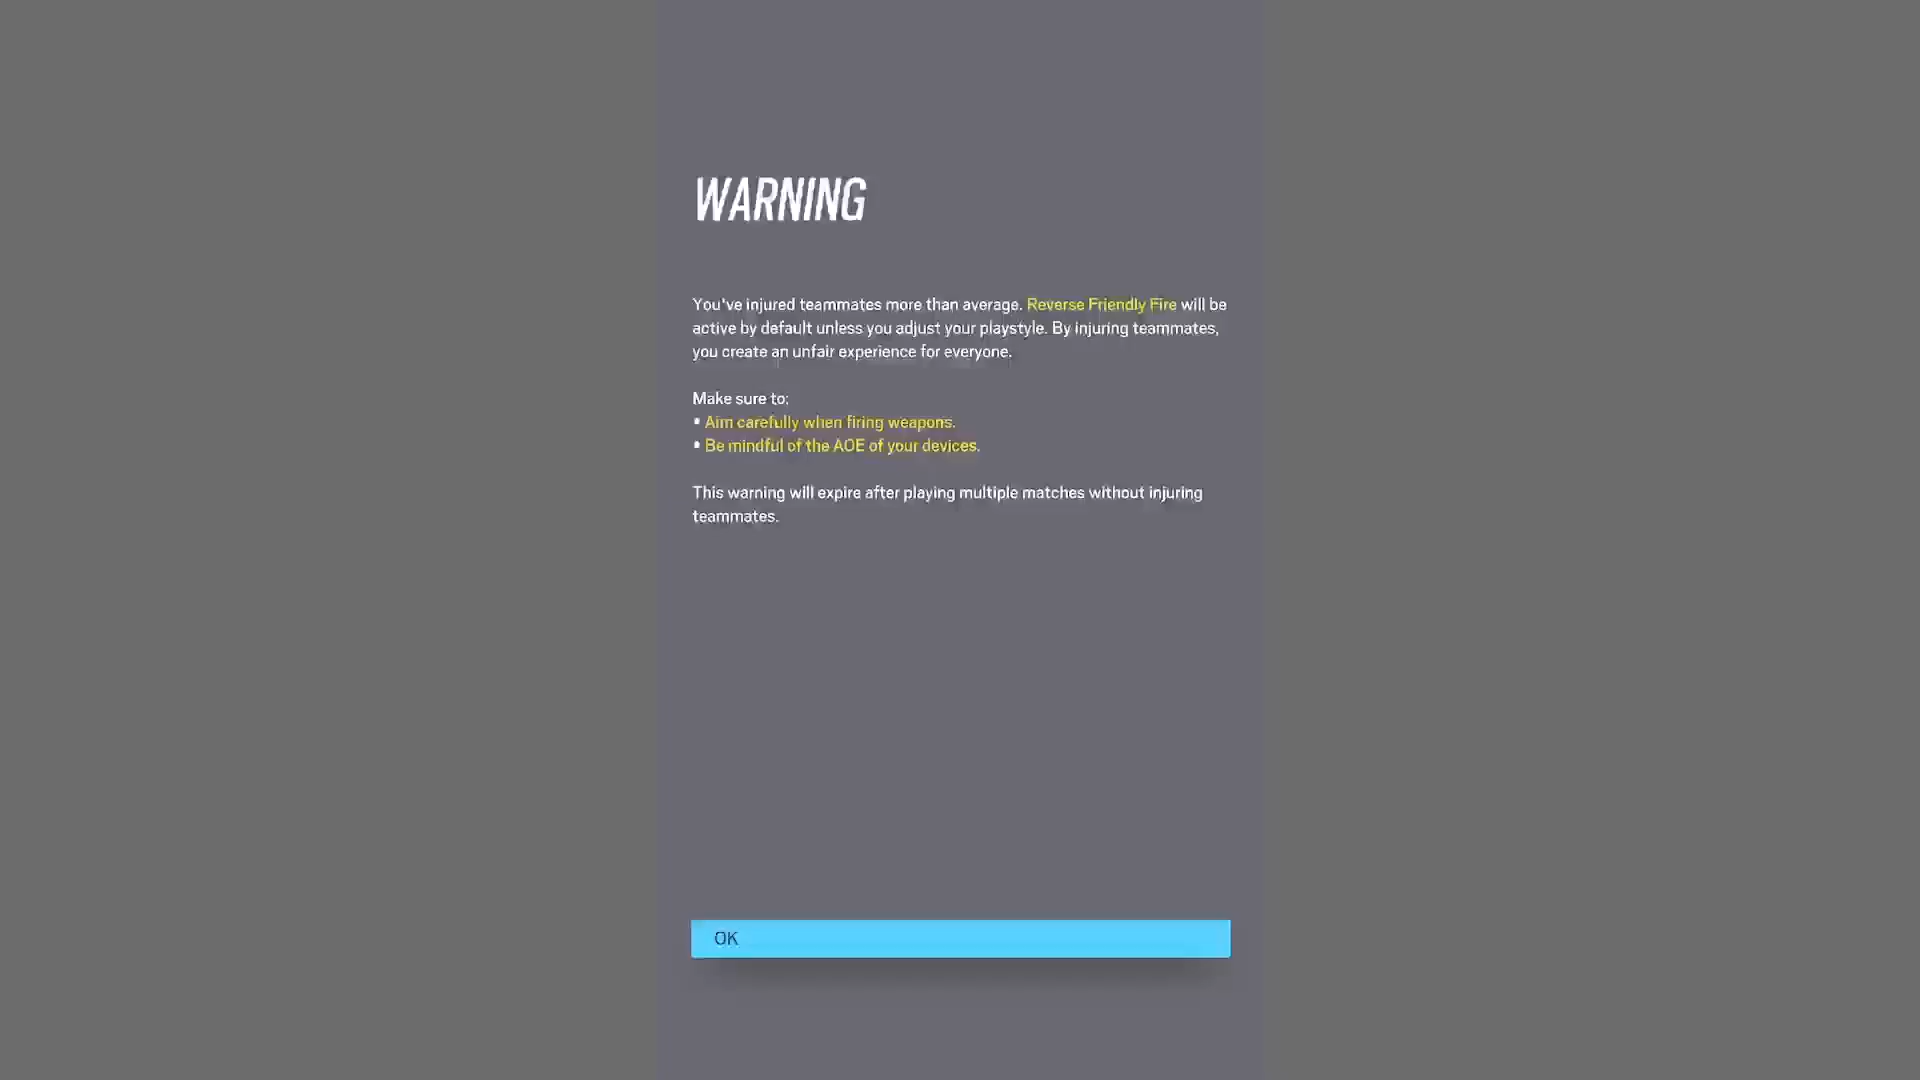 WARNING
You've injured teammates more than average. Reverse Friendly Fire will be
active by default unless you adjust your playstyle. By injuring teammates,
you create an unfair experience for everyone.
Make sure to:
• Aim carefully when firing weapons.
• Be mindful of the AOE of your devices.
This warning will expire after playing multiple matches without injuring
teammates.
OK